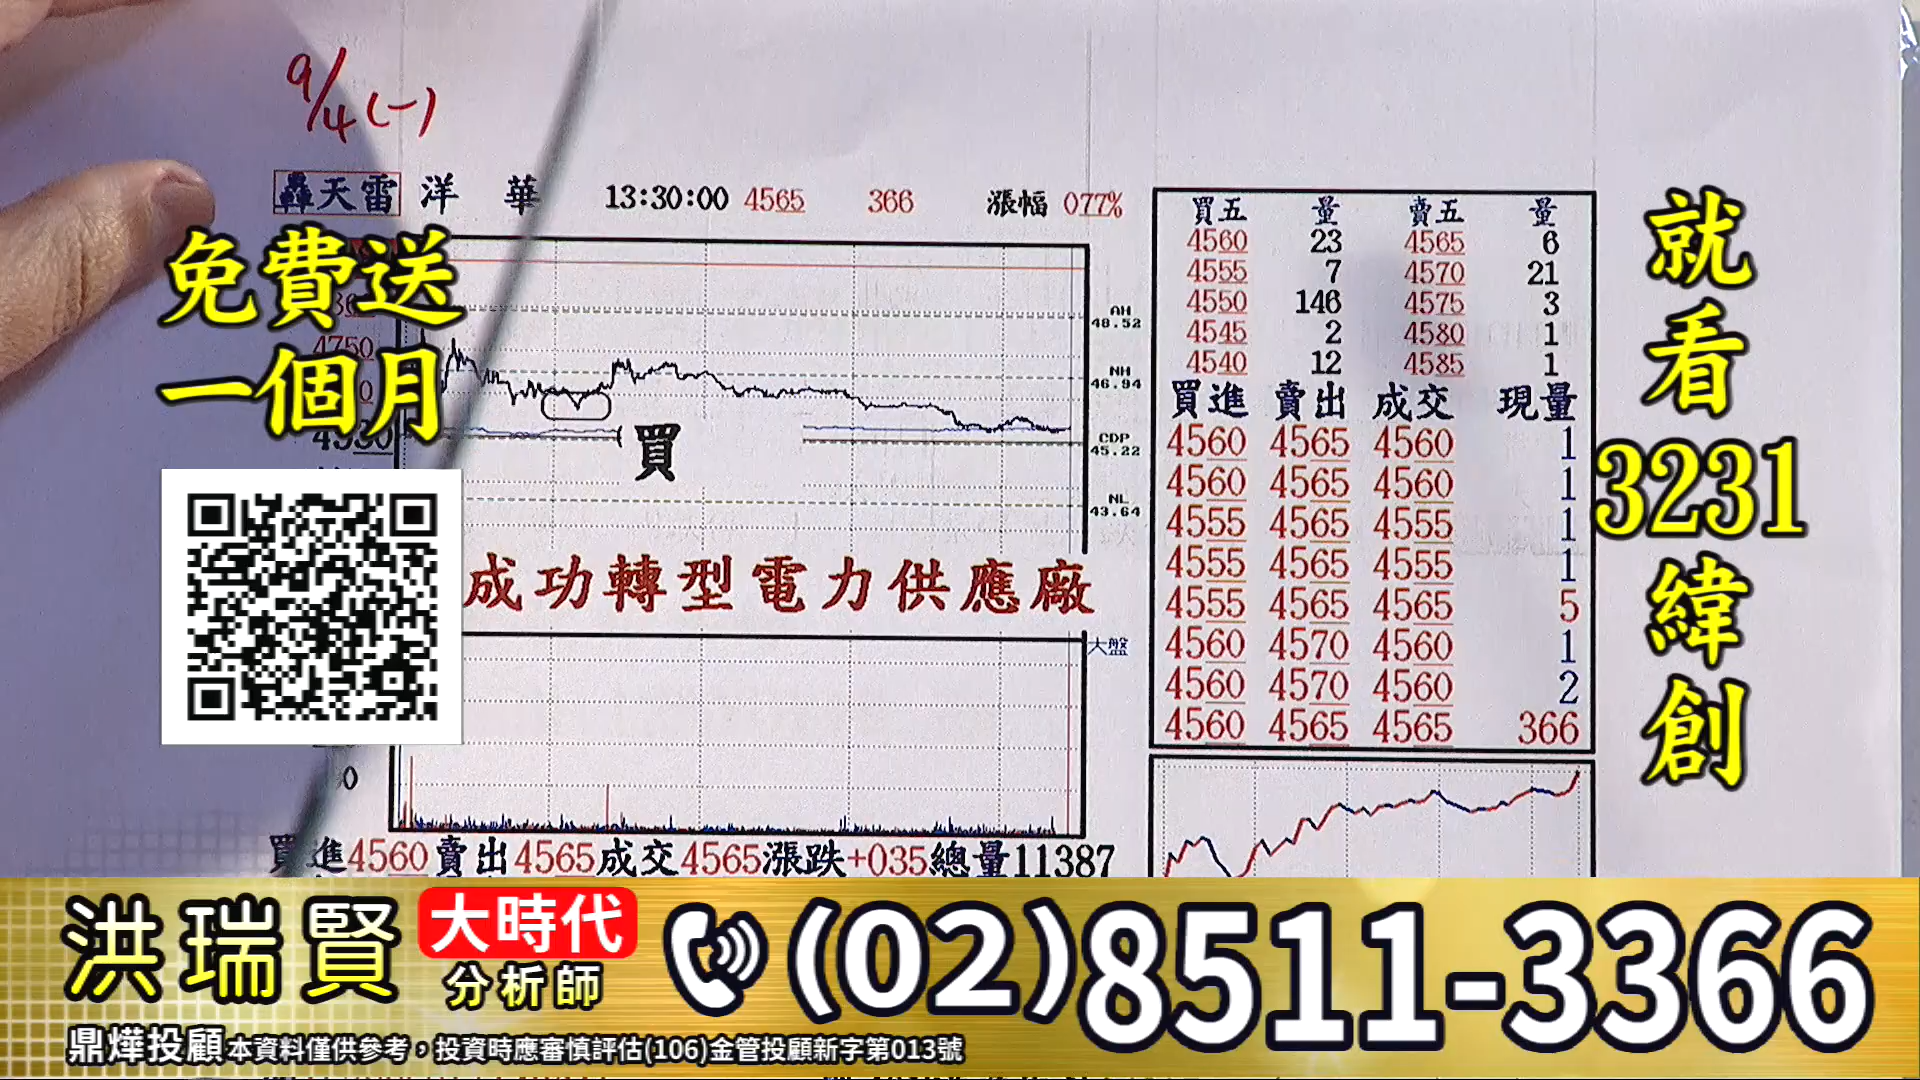 9/4(一)
轟天雷 洋 華 13:30:00 4565 366 漲幅 077%
免費送
一個月
4750
AH
48.52
NH
46.94
CDP
45.22
NL
43.64
買
成功轉型電力供應廠
大盤
買五 量 賣五 量
4560 23 4565 6
4555 7 4570 21
4550 146 4575 3
4545 2 4580 1
4540 12 4585 1
買進 賣出 成交 現量
4560 4565 4560 1
4560 4565 4560 1
4555 4565 4555 1
4555 4565 4555 1
4555 4565 4565 5
4560 4570 4560 1
4560 4570 4560 2
4560 4565 4565 366
就看3231緯創
買進4560賣出4565成交4565漲跌+035總量11387
洪瑞賢 大時代 分析師 (02)8511-3366
鼎燁投顧 本資料僅供參考，投資時應審慎評估(106)金管投顧新字第013號